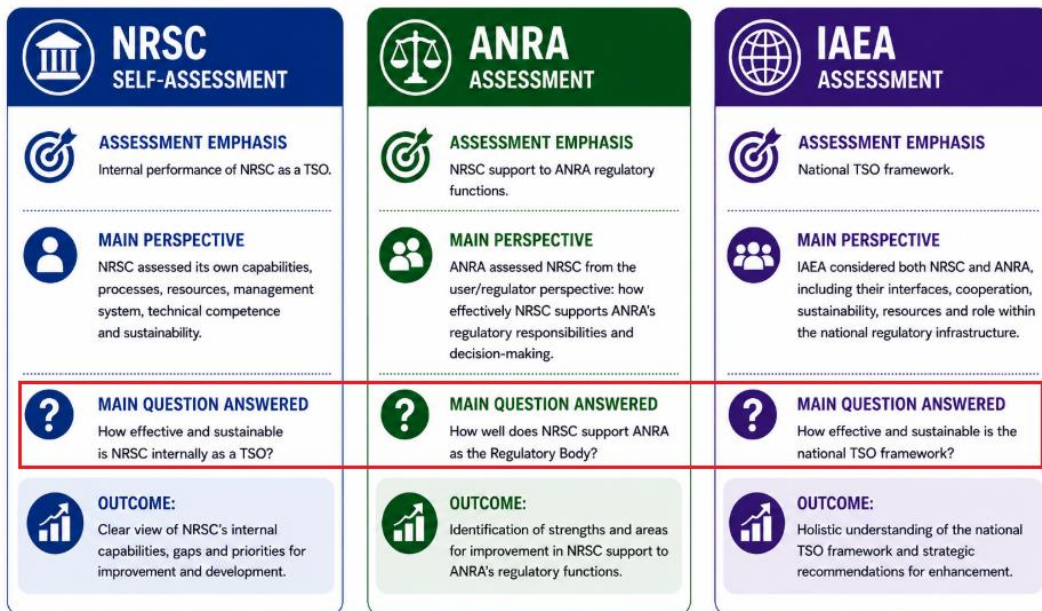 NRSC
SELF-ASSESSMENT
ASSESSMENT EMPHASIS
Internal performance of NRSC as a TSO.
MAIN PERSPECTIVE
NRSC assessed its own capabilities,
processes, resources, management
system, technical competence
and sustainability.
MAIN QUESTION ANSWERED
How effective and sustainable
is NRSC internally as a TSO?
OUTCOME:
Clear view of NRSC's internal
capabilities, gaps and priorities for
improvement and development.
ANRA
ASSESSMENT
ASSESSMENT EMPHASIS
NRSC support to ANRA regulatory
functions.
MAIN PERSPECTIVE
ANRA assessed NRSC from the
user/regulator perspective: how
effectively NRSC supports ANRA's
regulatory responsibilities and
decision-making.
MAIN QUESTION ANSWERED
How well does NRSC support ANRA
as the Regulatory Body?
OUTCOME:
Identification of strengths and areas
for improvement in NRSC support to
ANRA's regulatory functions.
IAEA
ASSESSMENT
ASSESSMENT EMPHASIS
National TSO framework.
MAIN PERSPECTIVE
IAEA considered both NRSC and ANRA,
including their interfaces, cooperation,
sustainability, resources and role within
the national regulatory infrastructure.
MAIN QUESTION ANSWERED
How effective and sustainable is the
national TSO framework?
OUTCOME:
Holistic understanding of the national
TSO framework and strategic
recommendations for enhancement.